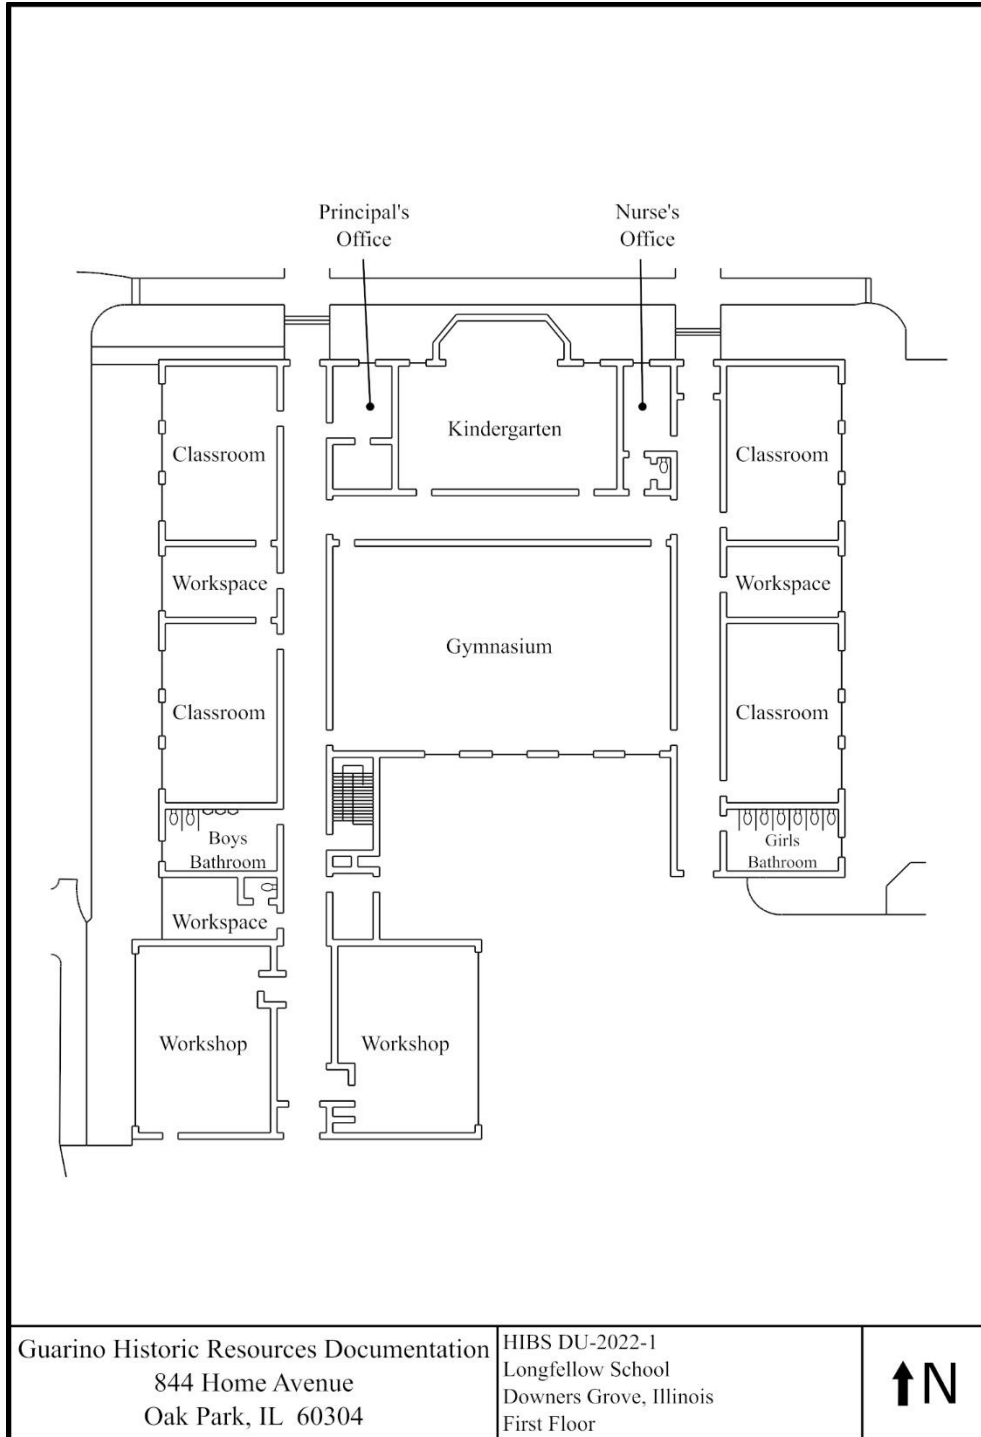 Principal's
Office
Nurse's
Office
Classroom
Kindergarten
Classroom
Workspace
Workspace
Gymnasium
Classroom
Classroom
Boys
Bathroom
Girls
Bathroom
Workspace
Workshop
Workshop
Guarino Historic Resources Documentation
844 Home Avenue
Oak Park, IL  60304
HIBS DU-2022-1
Longfellow School
Downers Grove, Illinois
First Floor
N